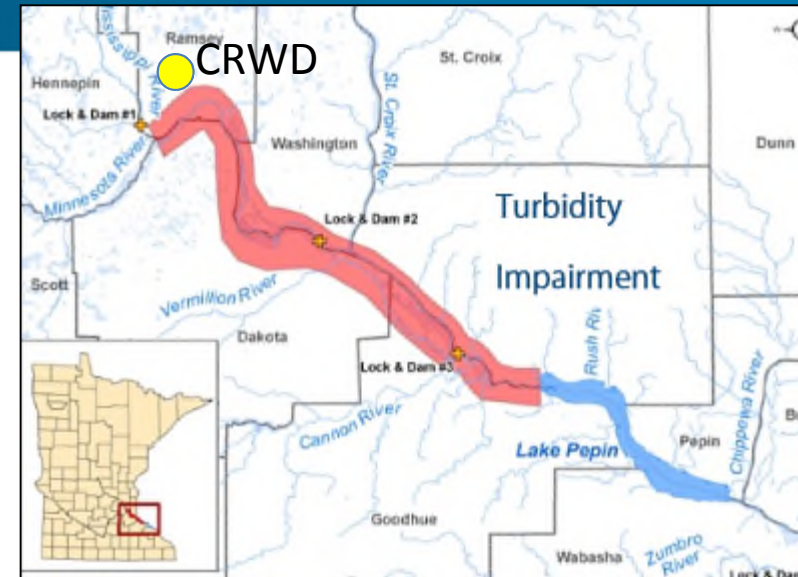 Ramsey
CRWD
St. Croix
Mississippi River
Hennepin
Lock & Dam #1
Dunn
Washington
St. Croix River
Minnesota River
Turbidity
Lock & Dam #2
Impairment
Scott
Vermillion River
Dakota
Lock & Dam #3
Rush Riv
Chippewa River
Cannon River
Lake Pepin
Pepin
Goodhue
Wabasha
Zumbro
River